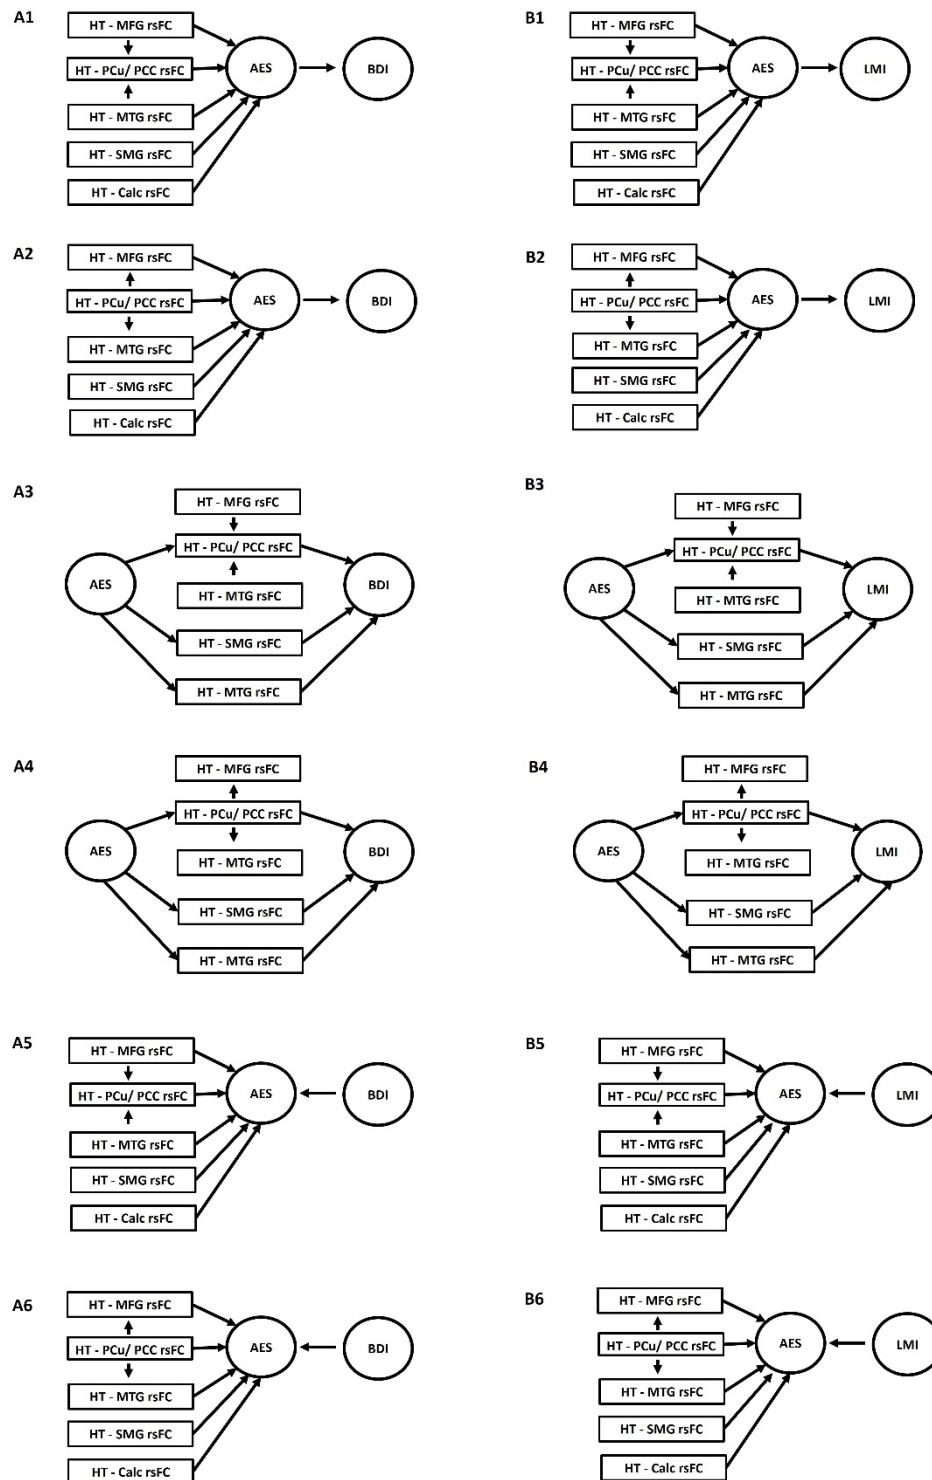 A1
HT - MFG rsFC
HT - PCu/ PCC rsFC
HT - MTG rsFC
HT - SMG rsFC
HT - Calc rsFC
AES
BDI
B1
HT - MFG rsFC
HT - PCu/ PCC rsFC
HT - MTG rsFC
HT - SMG rsFC
HT - Calc rsFC
AES
LMI
A2
HT - MFG rsFC
HT - PCu/ PCC rsFC
HT - MTG rsFC
HT - SMG rsFC
HT - Calc rsFC
AES
BDI
B2
HT - MFG rsFC
HT - PCu/ PCC rsFC
HT - MTG rsFC
HT - SMG rsFC
HT - Calc rsFC
AES
LMI
A3
AES
HT - MFG rsFC
HT - PCu/ PCC rsFC
HT - MTG rsFC
HT - SMG rsFC
HT - MTG rsFC
BDI
B3
AES
HT - MFG rsFC
HT - PCu/ PCC rsFC
HT - MTG rsFC
HT - SMG rsFC
HT - MTG rsFC
LMI
A4
AES
HT - MFG rsFC
HT - PCu/ PCC rsFC
HT - MTG rsFC
HT - SMG rsFC
HT - MTG rsFC
BDI
B4
AES
HT - MFG rsFC
HT - PCu/ PCC rsFC
HT - MTG rsFC
HT - SMG rsFC
HT - MTG rsFC
LMI
A5
HT - MFG rsFC
HT - PCu/ PCC rsFC
HT - MTG rsFC
HT - SMG rsFC
HT - Calc rsFC
AES
BDI
B5
HT - MFG rsFC
HT - PCu/ PCC rsFC
HT - MTG rsFC
HT - SMG rsFC
HT - Calc rsFC
AES
LMI
A6
HT - MFG rsFC
HT - PCu/ PCC rsFC
HT - MTG rsFC
HT - SMG rsFC
HT - Calc rsFC
AES
BDI
B6
HT - MFG rsFC
HT - PCu/ PCC rsFC
HT - MTG rsFC
HT - SMG rsFC
HT - Calc rsFC
AES
LMI